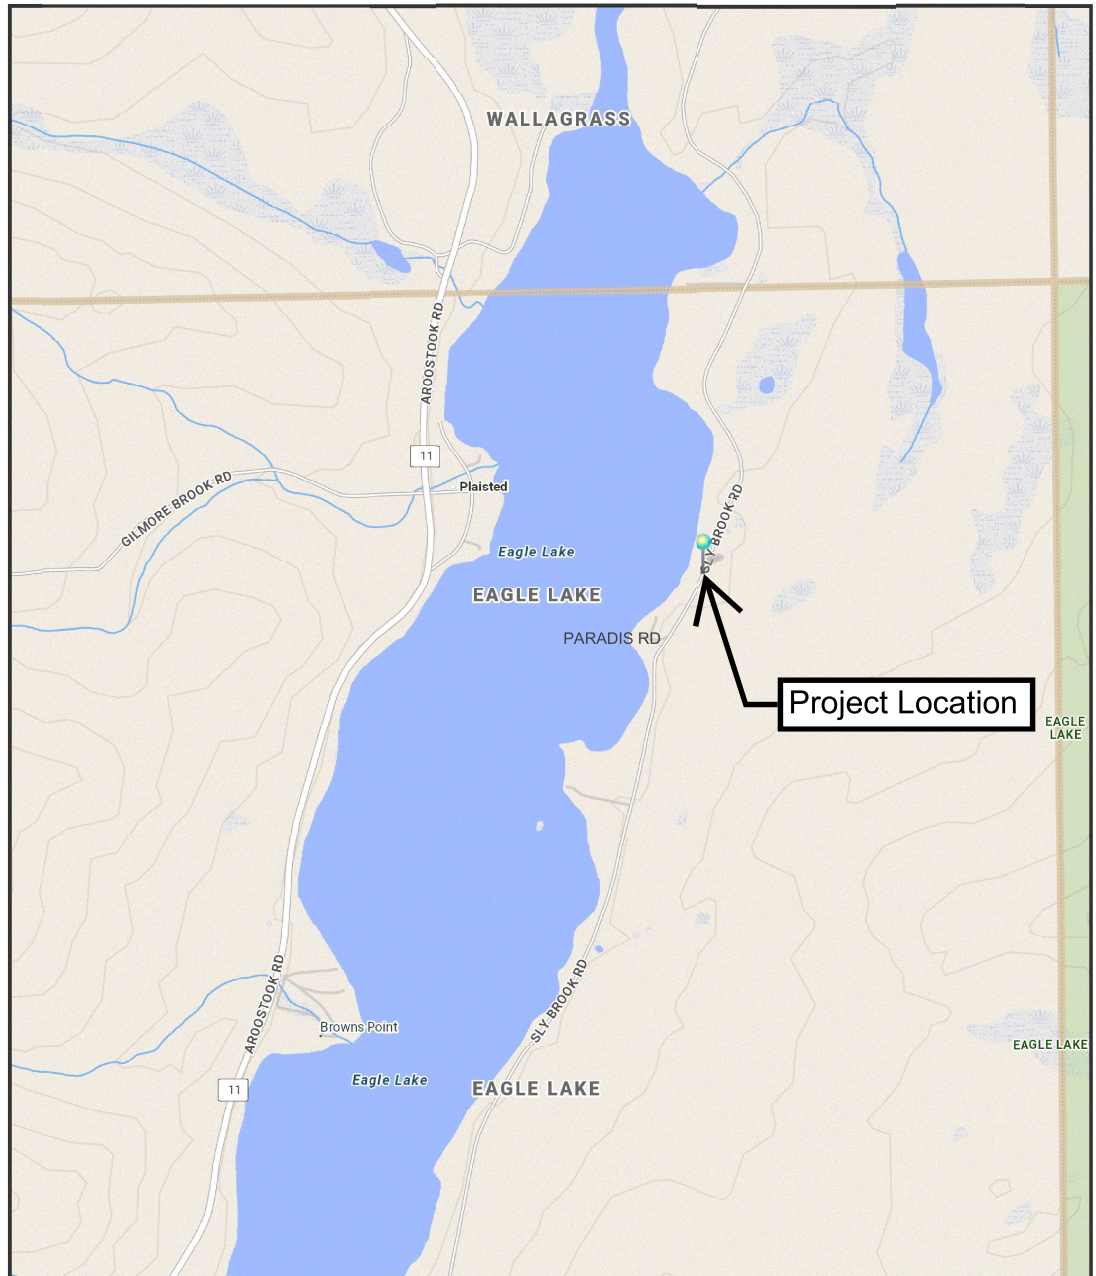 WALLAGRASS
AROOSTOOK RD
11
GILMORE BROOK RD
Plaisted
SLY BROOK RD
Eagle Lake
EAGLE LAKE
PARADIS RD
Project Location
EAGLE
LAKE
SLY BROOK RD
AROOSTOOK RD
Browns Point
EAGLE LAKE
Eagle Lake
11
EAGLE LAKE